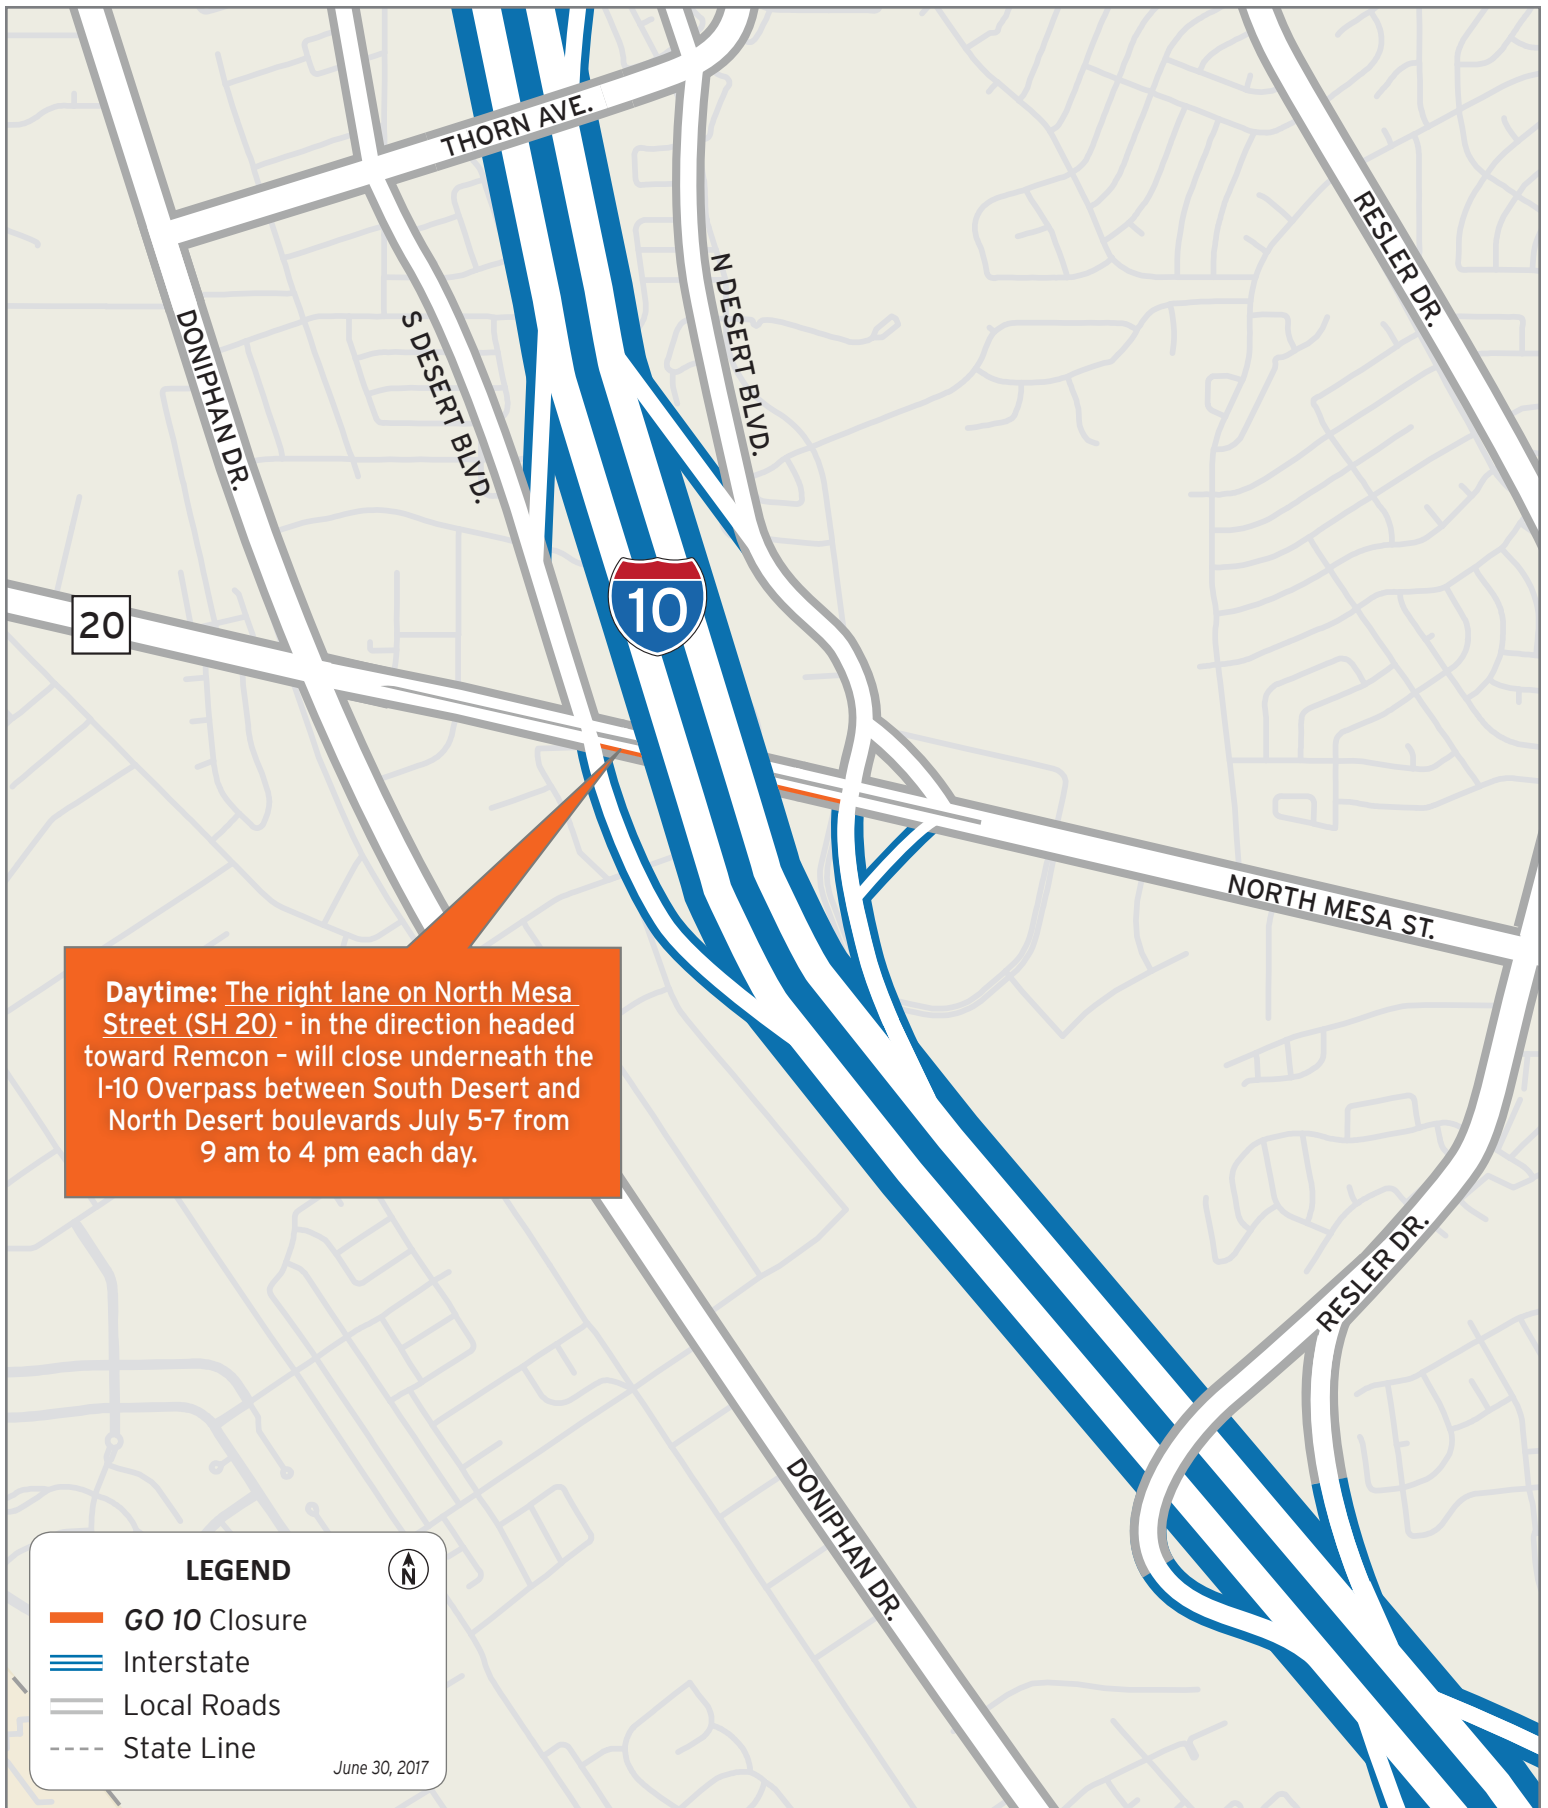 THORN AVE.
RESLER DR.
N DESERT BLVD.
S DESERT BLVD.
DONIPHAN DR.
10
20
NORTH MESA ST.
Daytime: The right lane on North Mesa
Street (SH 20) - in the direction headed
toward Remcon – will close underneath the
I-10 Overpass between South Desert and
North Desert boulevards July 5-7 from
9 am to 4 pm each day.
RESLER DR.
DONIPHAN DR.
LEGEND
N
GO 10 Closure
Interstate
Local Roads
State Line
June 30, 2017